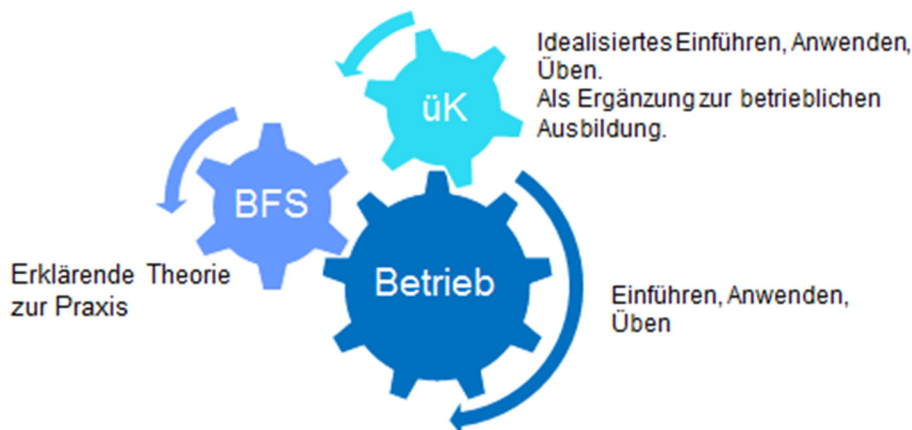 Idealisiertes Einführen, Anwenden,
Üben.
Als Ergänzung zur betrieblichen
Ausbildung.
üK
BFS
Erklärende Theorie
zur Praxis
Betrieb
Einführen, Anwenden,
Üben